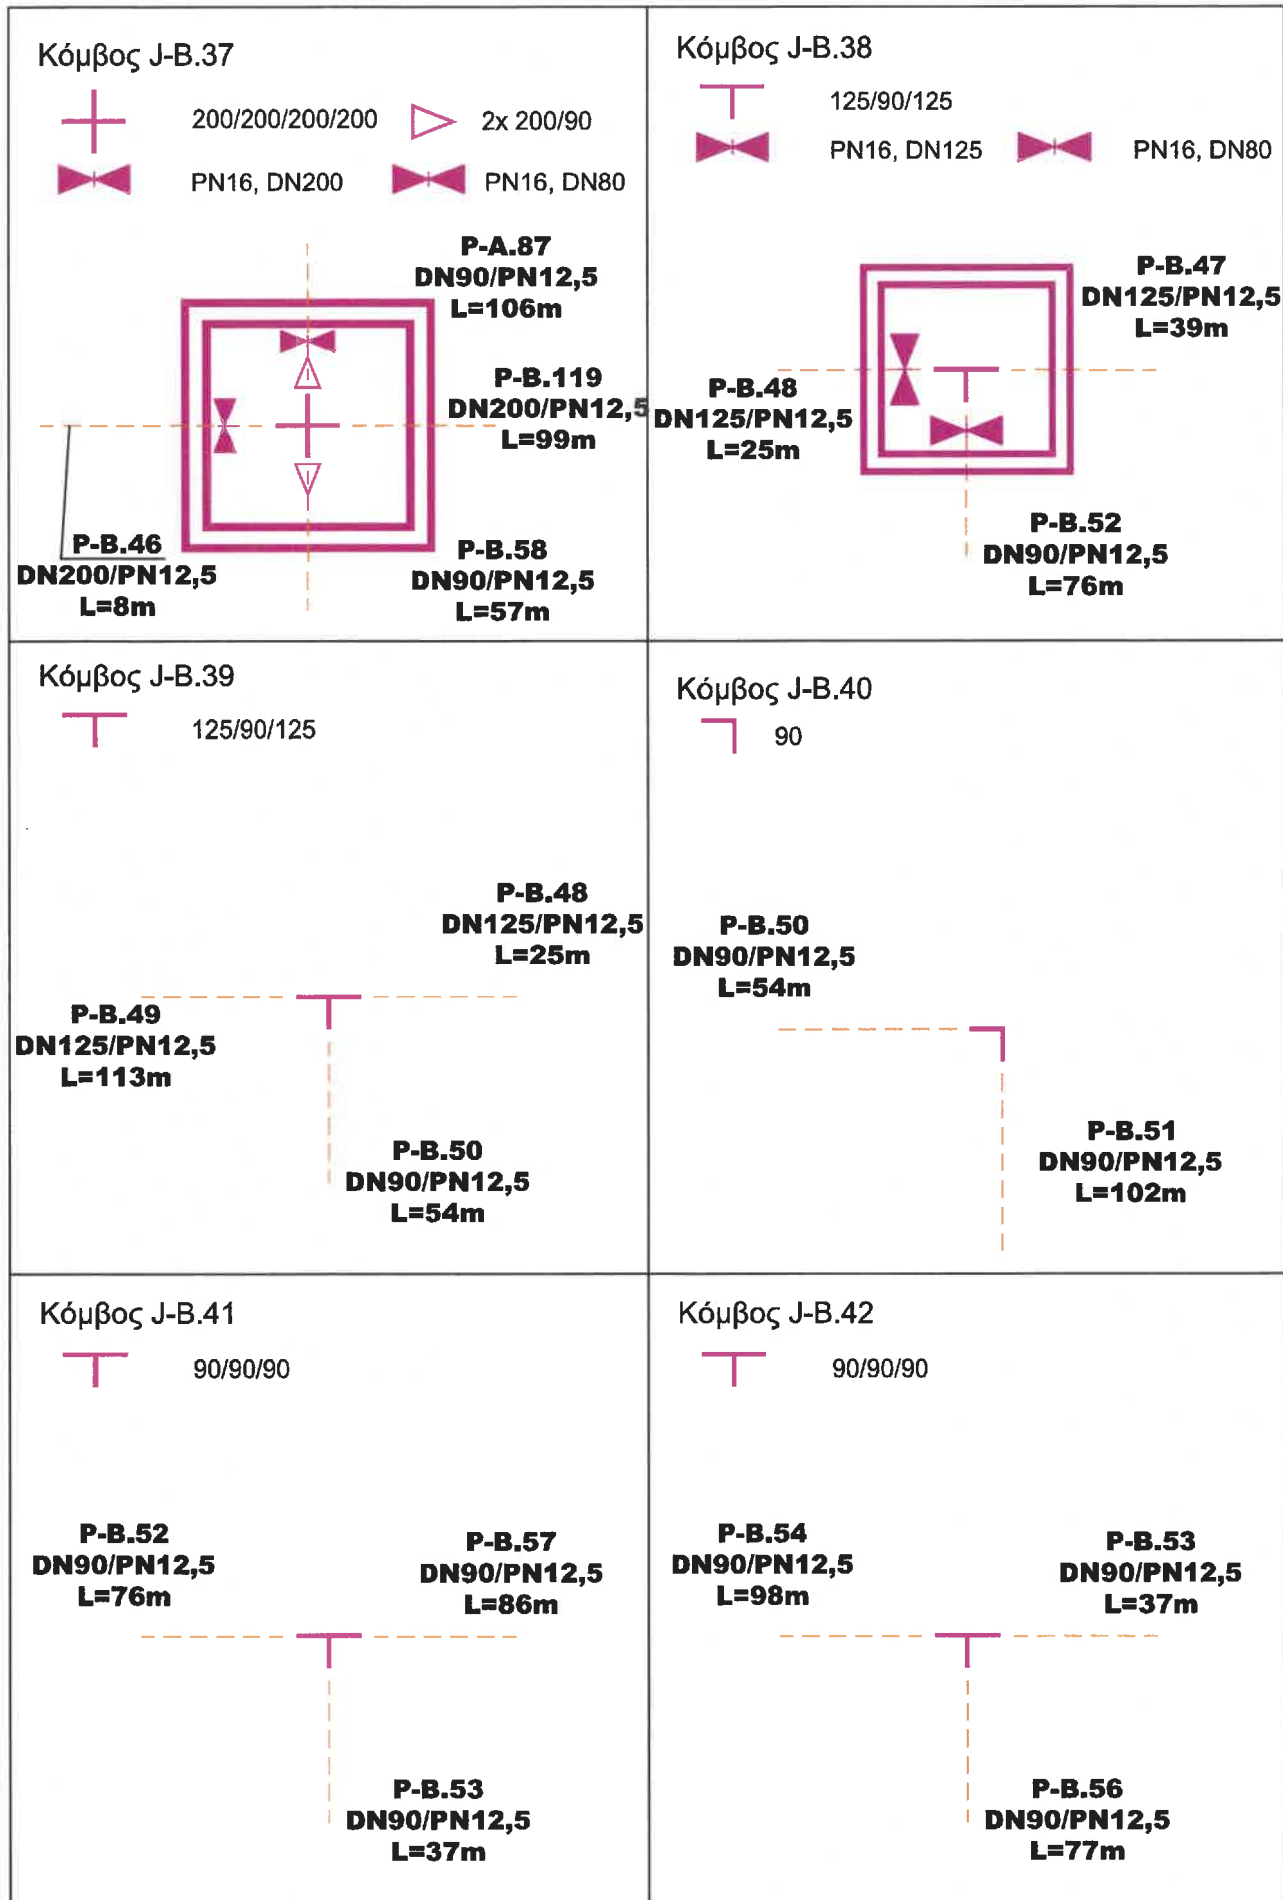 Κόμβος J-B.37
200/200/200/200
2x 200/90
PN16, DN200
PN16, DN80
P-A.87
DN90/PN12,5
L=106m
P-B.119
DN200/PN12,5
L=99m
P-B.46
DN200/PN12,5
L=8m
P-B.58
DN90/PN12,5
L=57m
Κόμβος J-B.38
125/90/125
PN16, DN125
PN16, DN80
P-B.47
DN125/PN12,5
L=39m
P-B.48
DN125/PN12,5
L=25m
P-B.52
DN90/PN12,5
L=76m
Κόμβος J-B.39
125/90/125
P-B.48
DN125/PN12,5
L=25m
P-B.49
DN125/PN12,5
L=113m
P-B.50
DN90/PN12,5
L=54m
Κόμβος J-B.40
90
P-B.50
DN90/PN12,5
L=54m
P-B.51
DN90/PN12,5
L=102m
Κόμβος J-B.41
90/90/90
P-B.52
DN90/PN12,5
L=76m
P-B.57
DN90/PN12,5
L=86m
P-B.53
DN90/PN12,5
L=37m
Κόμβος J-B.42
90/90/90
P-B.54
DN90/PN12,5
L=98m
P-B.53
DN90/PN12,5
L=37m
P-B.56
DN90/PN12,5
L=77m